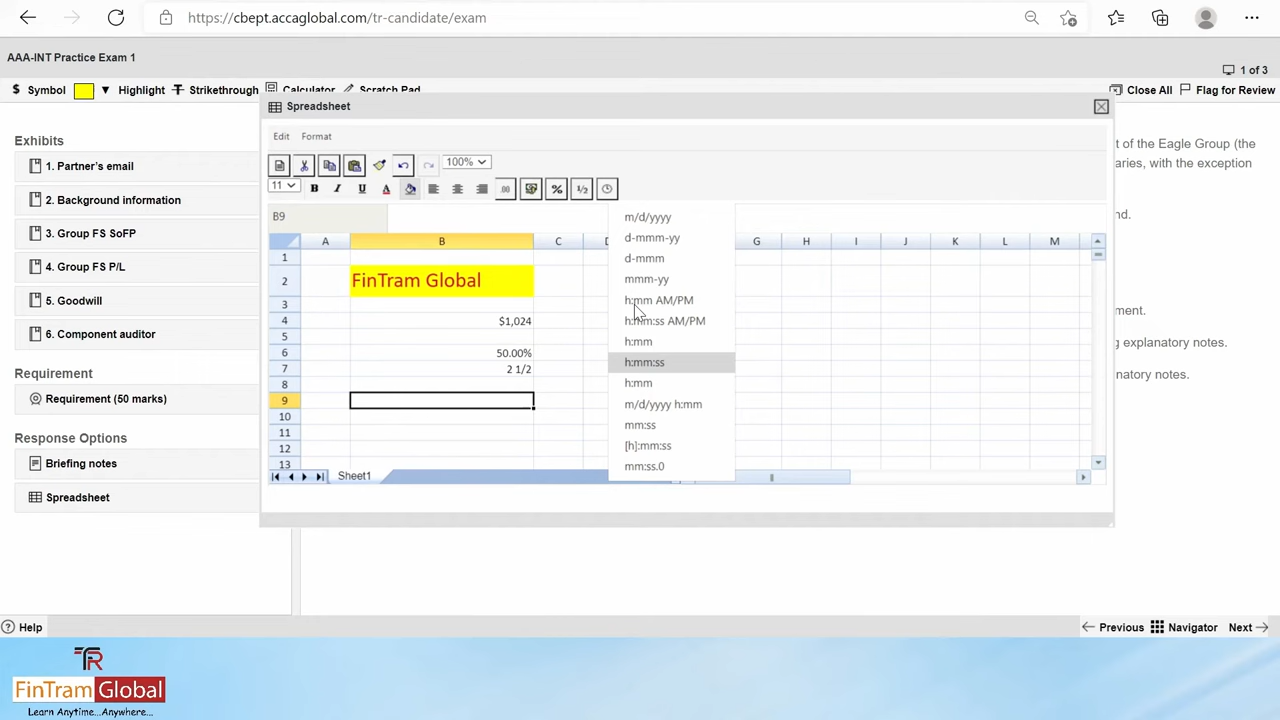 https://cbept.accaglobal.com/tr-candidate/exam
AAA-INT Practice Exam 1
1 of 3
$ Symbol Highlight Strikethrough Calculator Scratch Pad
Close All Flag for Review
Spreadsheet
Exhibits
1. Partner's email
2. Background information
3. Group FS SoFP
4. Group FS P/L
5. Goodwill
6. Component auditor
Requirement
Requirement (50 marks)
Response Options
Briefing notes
Spreadsheet
Edit Format
100%
11 B I U A .00 % 1/2
B9
A B C G H I J K L M
1
2 FinTram Global
3
4 $1,024
5
6 50.00%
7 2 1/2
8
9
10
11
12
13
Sheet1
m/d/yyyy
d-mmm-yy
d-mmm
mmm-yy
h:mm AM/PM
h:mm:ss AM/PM
h:mm
h:mm:ss
h:mm
m/d/yyyy h:mm
mm:ss
[h]:mm:ss
mm:ss.0
t of the Eagle Group (the
aries, with the exception
nd.
ment.
g explanatory notes.
natory notes.
Help
Previous Navigator Next
FinTram Global
Learn Anytime...Anywhere...